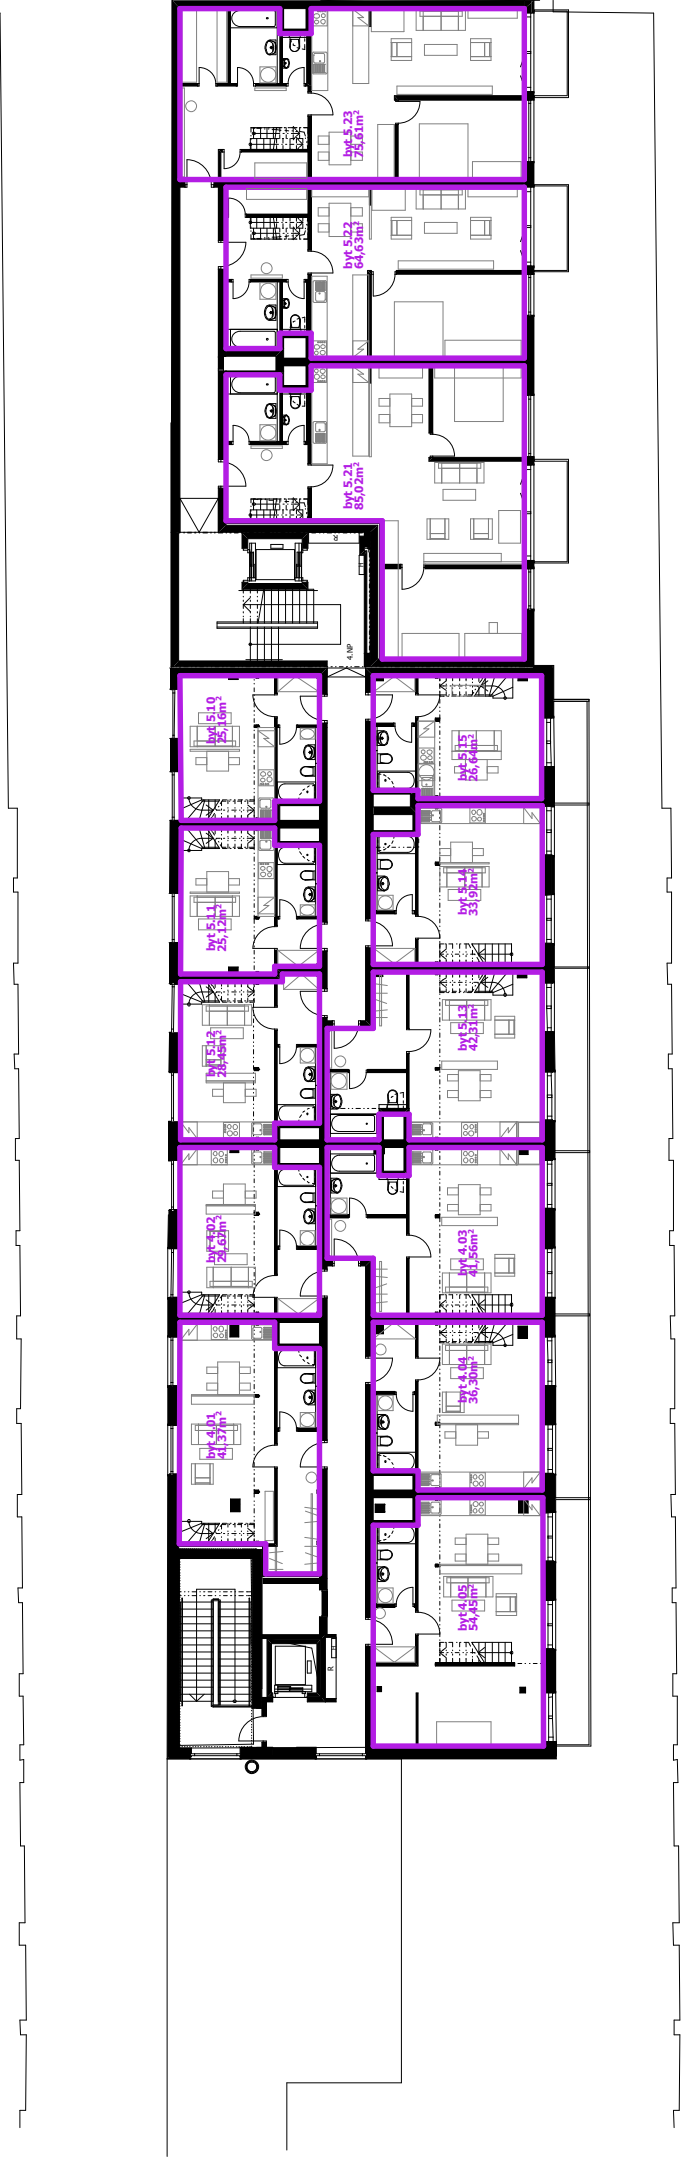 byt 5.23
75,61m²
byt 5.22
64,63m²
byt 5.21
85,02m²
R
4.NP
byt 5.10
25,16m²
byt 5.15
26,64m²
byt 5.14
33,92m²
byt 5.11
25,12m²
byt 5.13
42,31m²
byt 5.12
28,45m²
byt 4.02
29,67m²
byt 4.03
41,56m²
byt 4.04
36,30m²
byt 4.01
41,37m²
byt 4.05
54,45m²
R